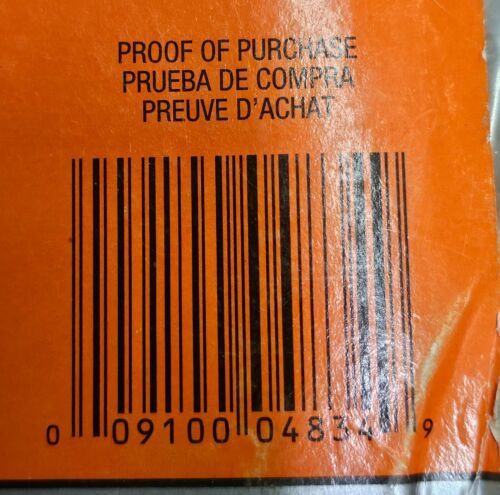 PROOF OF PURCHASE
PRUEBA DE COMPRA
PREUVE D'ACHAT
0 09100 04834 9